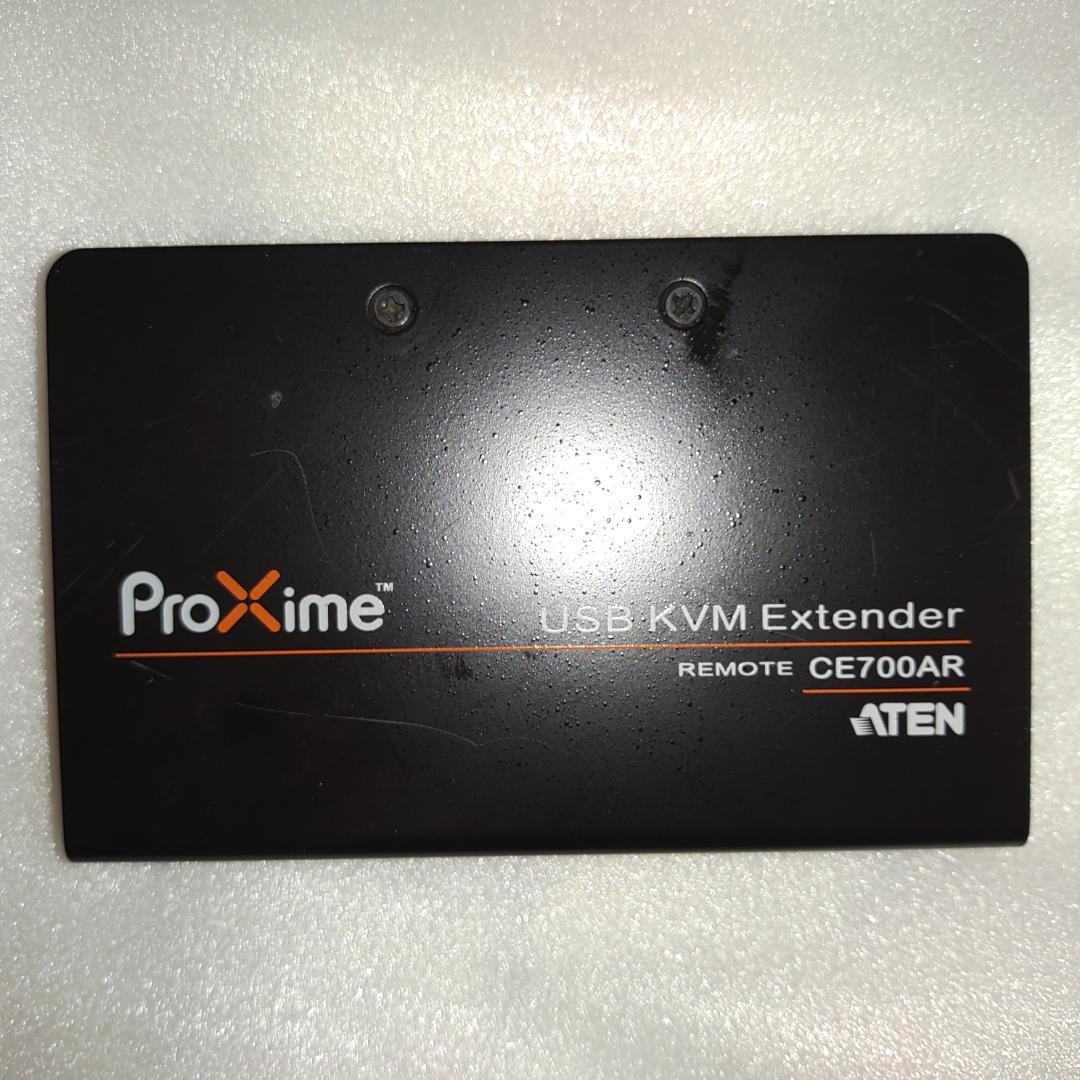 ProXime™
USB KVM Extender
REMOTE CE700AR
ATEN